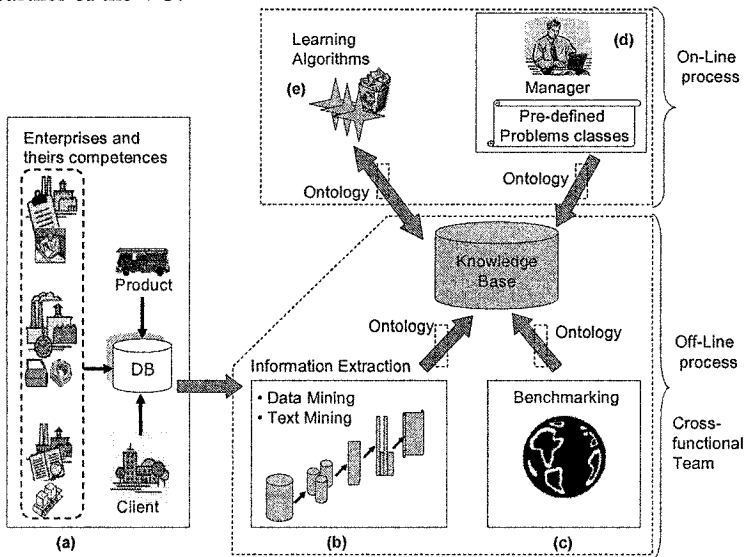 Learning
Algorithms
(e)
(d)
Manager
Pre-defined
Problems classes
On-Line
process
Enterprises and
theirs competences
Product
DB
Client
(a)
Ontology
Ontology
Knowledge
Base
Ontology
Ontology
Information Extraction
• Data Mining
• Text Mining
(b)
Benchmarking
(c)
Off-Line
process
Cross-
functional
Team